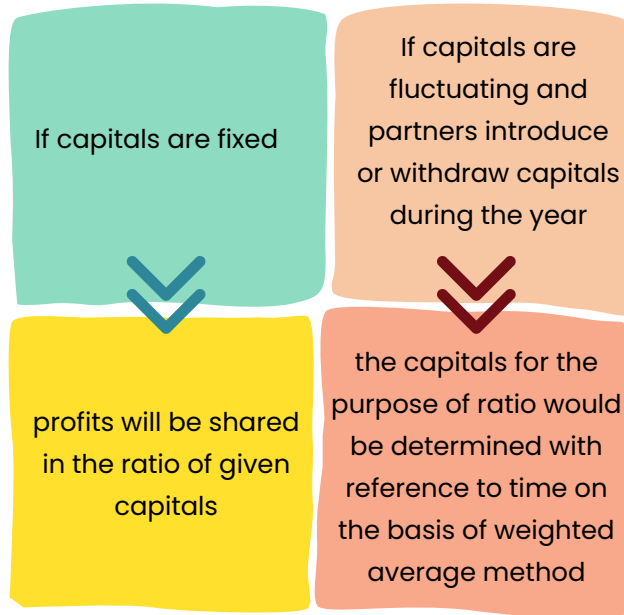 If capitals are fixed
If capitals are
fluctuating and
partners introduce
or withdraw capitals
during the year
profits will be shared
in the ratio of given
capitals
the capitals for the
purpose of ratio would
be determined with
reference to time on
the basis of weighted
average method